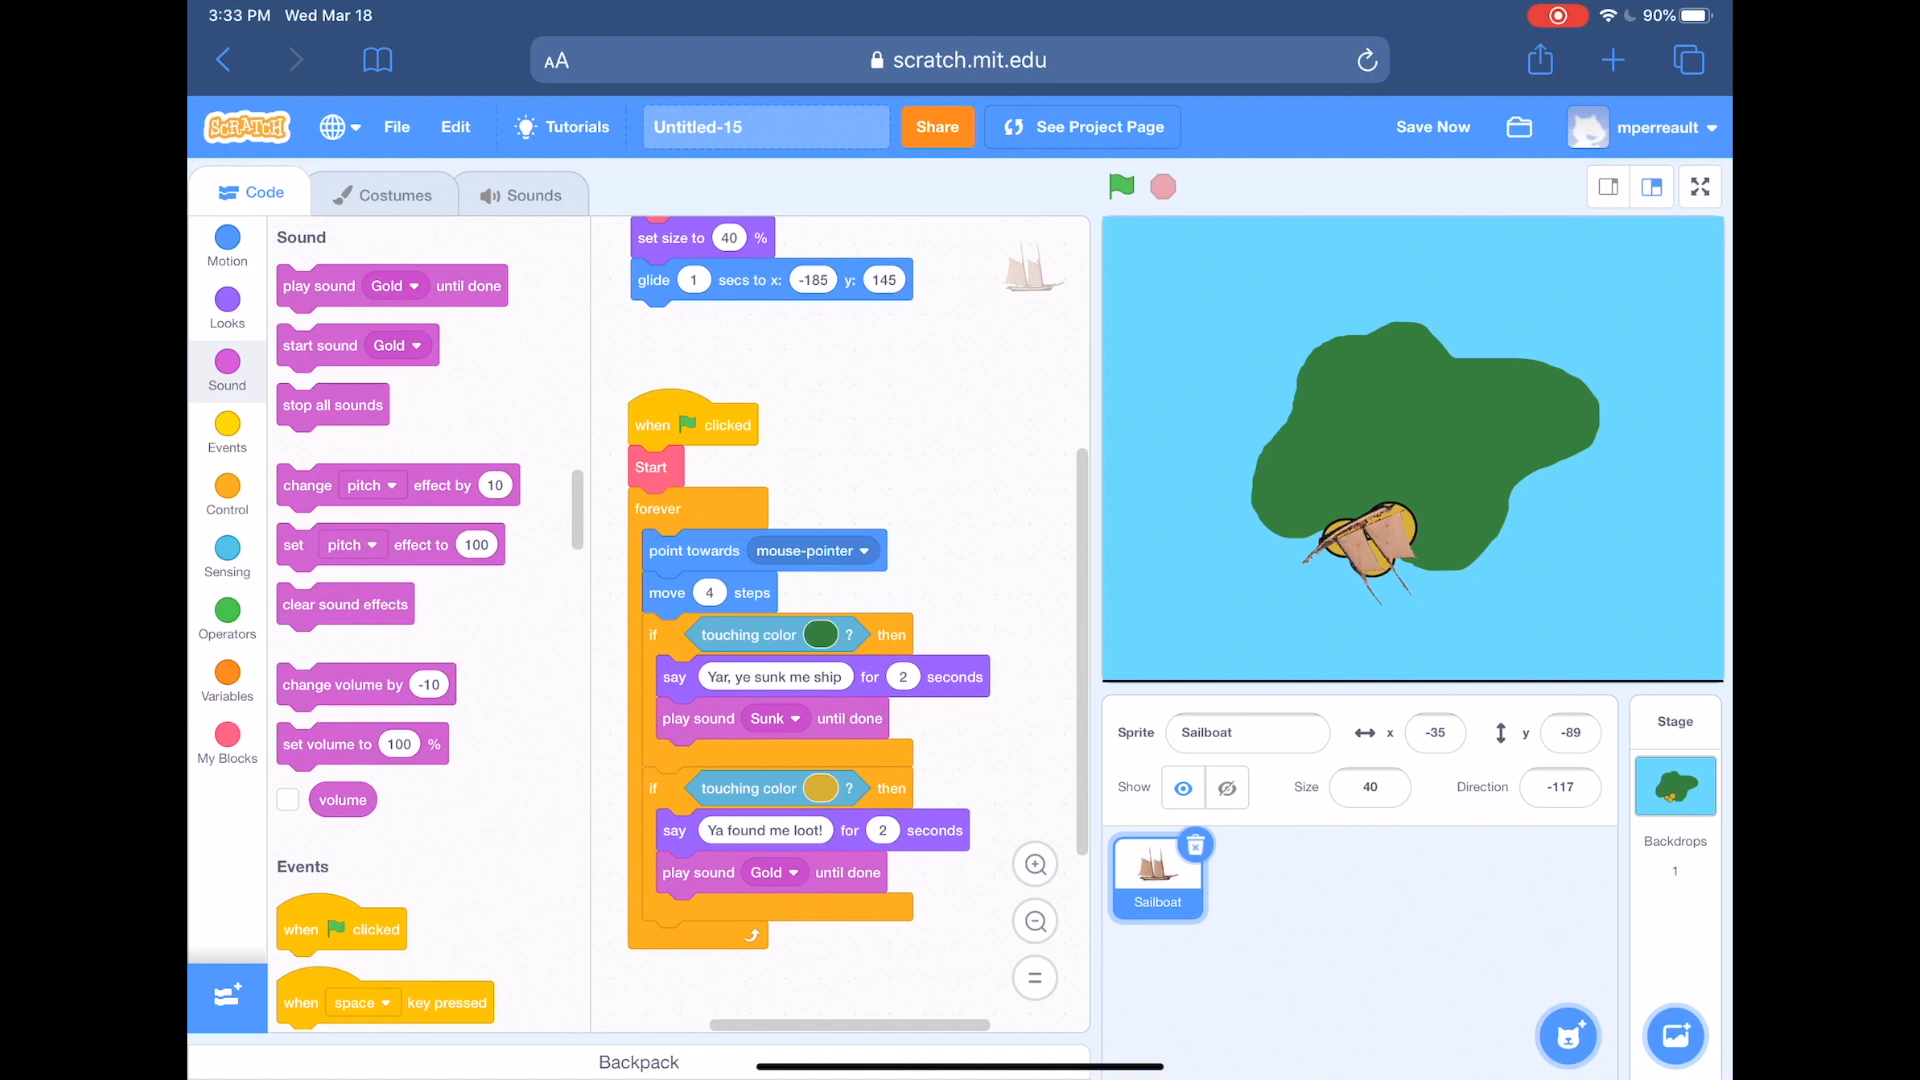 3:33 PM Wed Mar 18
90%
AA
scratch.mit.edu
SCRATCH
File
Edit
Tutorials
Untitled-15
Share
See Project Page
Save Now
mperreault
Code
Costumes
Sounds
Motion
Looks
Sound
Events
Control
Sensing
Operators
Variables
My Blocks
Sound
play sound Gold until done
start sound Gold
stop all sounds
change pitch effect by 10
set pitch effect to 100
clear sound effects
change volume by -10
set volume to 100 %
volume
Events
when clicked
when space key pressed
set size to 40 %
glide 1 secs to x: -185 y: 145
when clicked
Start
forever
point towards mouse-pointer
move 4 steps
if touching color ? then
say Yar, ye sunk me ship for 2 seconds
play sound Sunk until done
if touching color ? then
say Ya found me loot! for 2 seconds
play sound Gold until done
Backpack
Sprite Sailboat x -35 y -89
Show Size 40 Direction -117
Sailboat
Stage
Backdrops
1